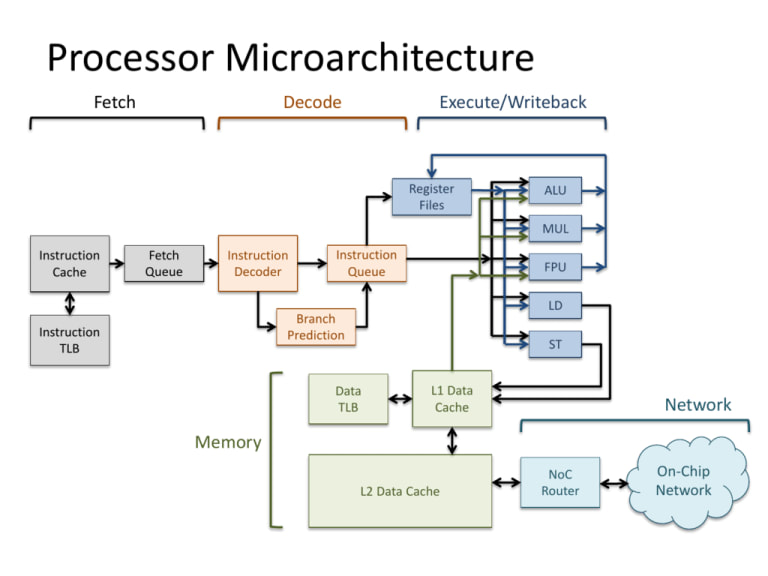 Processor Microarchitecture
Fetch
Decode
Execute/Writeback
Register
Files
ALU
MUL
FPU
LD
ST
Instruction
Cache
Fetch
Queue
Instruction
Decoder
Instruction
Queue
Instruction
TLB
Branch
Prediction
Memory
Data
TLB
L1 Data
Cache
L2 Data Cache
Network
NoC
Router
On-Chip
Network